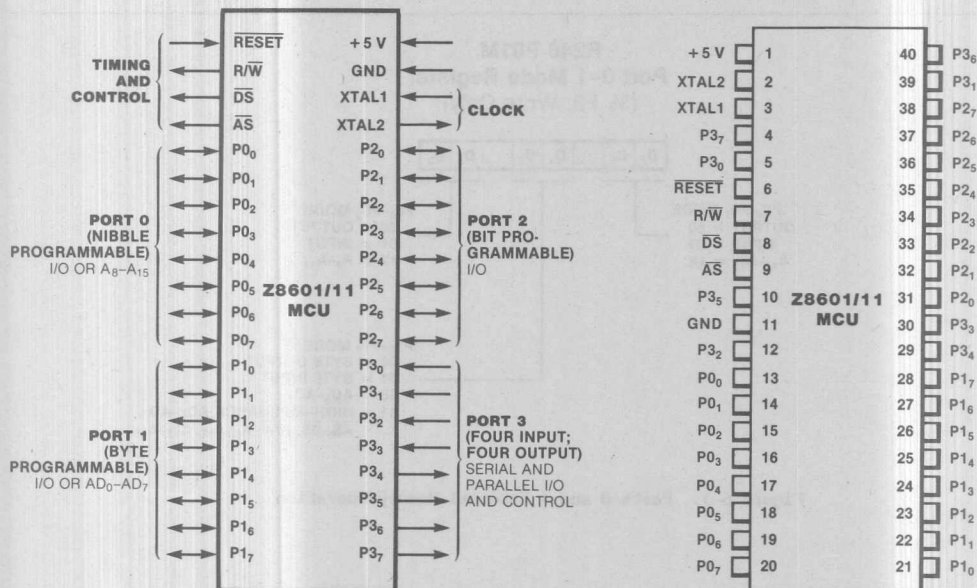 TIMING
AND
CONTROL
RESET
R/W
DS
AS
+5 V
GND
XTAL1
XTAL2
CLOCK
PORT 0
(NIBBLE
PROGRAMMABLE)
I/O OR A8–A15
P00
P01
P02
P03
P04
P05
P06
P07
P20
P21
P22
P23
P24
P25
P26
P27
PORT 2
(BIT PRO-
GRAMMABLE)
I/O
Z8601/11
MCU
PORT 1
(BYTE
PROGRAMMABLE)
I/O OR AD0–AD7
P10
P11
P12
P13
P14
P15
P16
P17
P30
P31
P32
P33
P34
P35
P36
P37
PORT 3
(FOUR INPUT;
FOUR OUTPUT)
SERIAL AND
PARALLEL I/O
AND CONTROL
+5 V 1 40 P36
XTAL2 2 39 P31
XTAL1 3 38 P27
P37 4 37 P26
P30 5 36 P25
RESET 6 35 P24
R/W 7 34 P23
DS 8 33 P22
AS 9 32 P21
P35 10 31 P20
GND 11 30 P33
P32 12 29 P34
P00 13 28 P17
P01 14 27 P16
P02 15 26 P15
P03 16 25 P14
P04 17 24 P13
P05 18 23 P12
P06 19 22 P11
P07 20 21 P10
Z8601/11
MCU